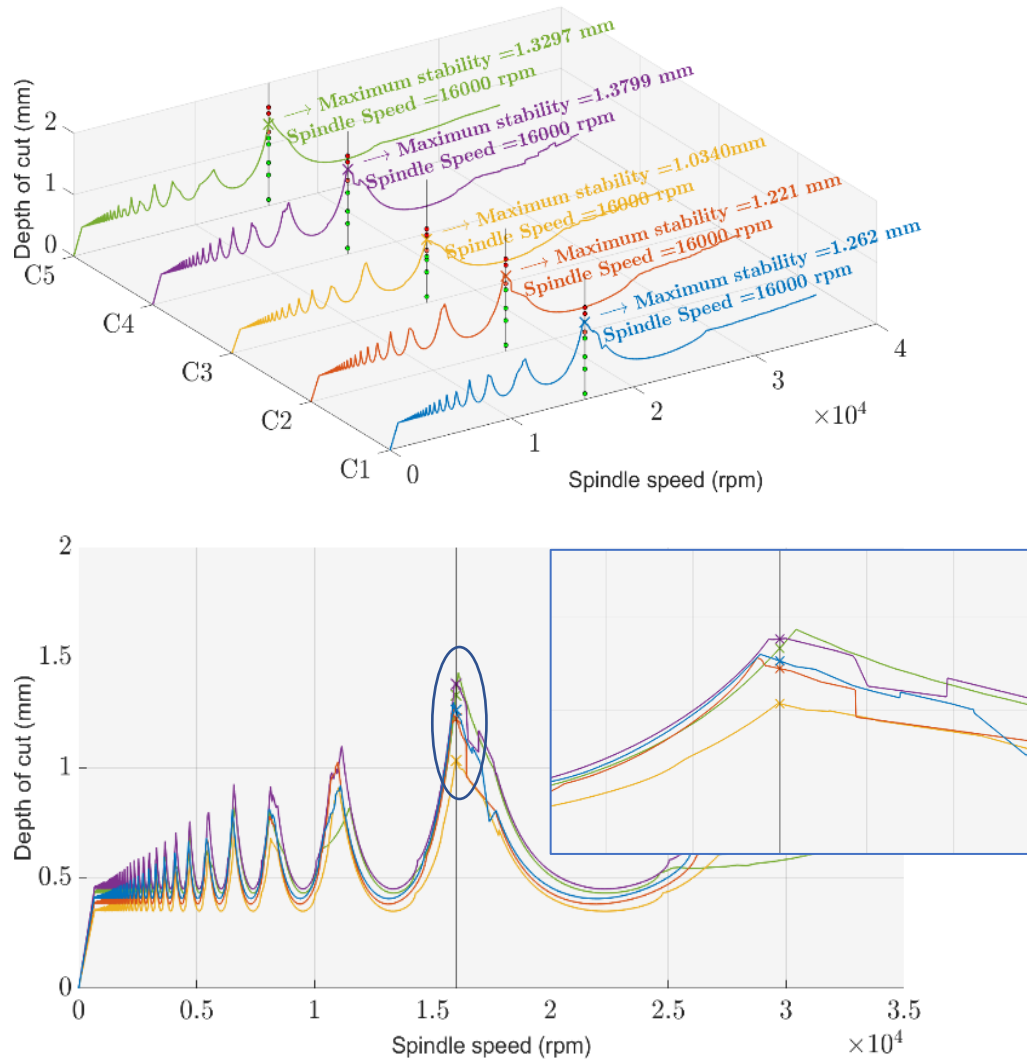 → Maximum stability =1.3297 mm
Spindle Speed =16000 rpm
→ Maximum stability =1.3799 mm
Spindle Speed =16000 rpm
→ Maximum stability =1.0340mm
Spindle Speed =16000 rpm
→ Maximum stability =1.221 mm
Spindle Speed =16000 rpm
→ Maximum stability =1.262 mm
Spindle Speed =16000 rpm
Depth of cut (mm)
2
1
0
C5
C4
C3
C2
C1
0
1
2
3
4
×10⁴
Spindle speed (rpm)
Depth of cut (mm)
2
1.5
1
0.5
0
0
0.5
1
1.5
2
2.5
3
3.5
×10⁴
Spindle speed (rpm)